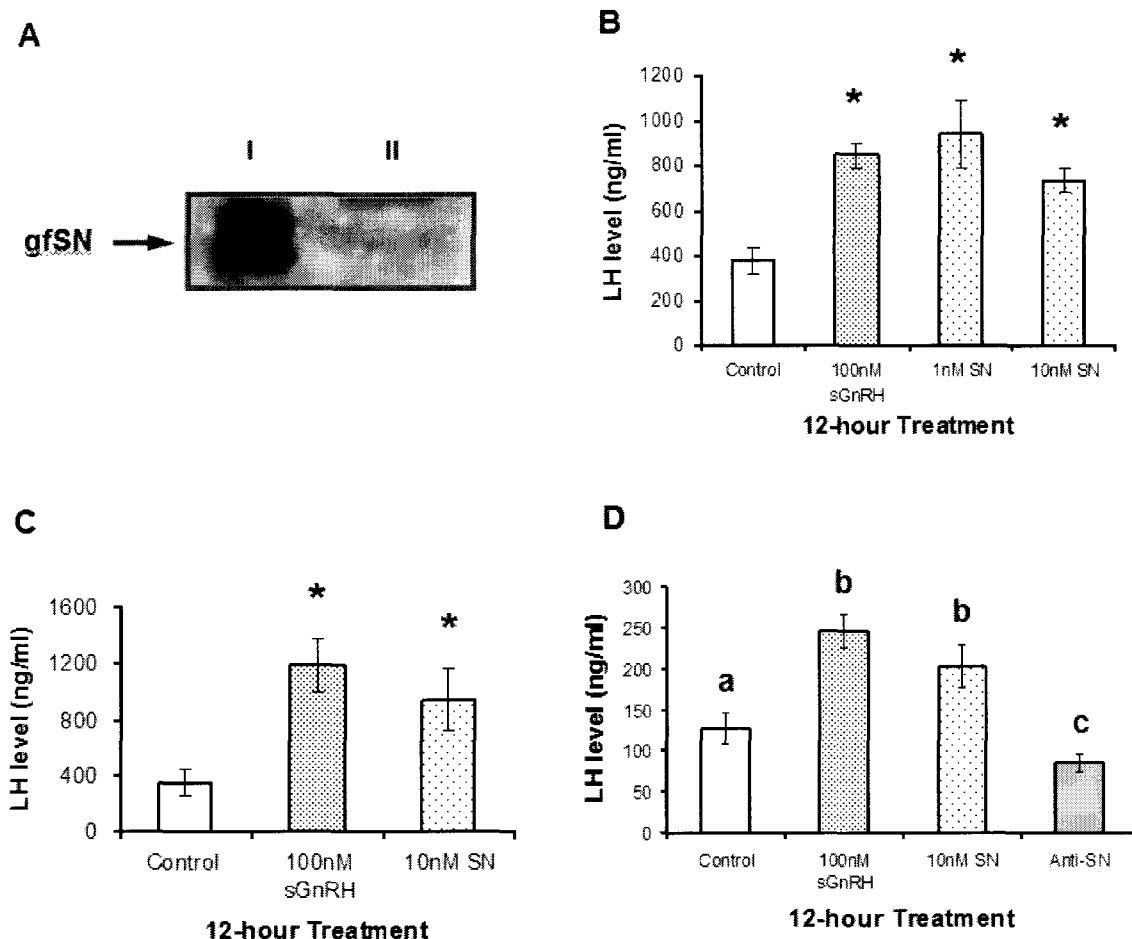 A
I II
gfSN
B
LH level (ng/ml)
1200
1000
800
600
400
200
0
*
*
*
Control 100nM sGnRH 1nM SN 10nM SN
12-hour Treatment
C
LH level (ng/ml)
1600
1200
800
400
0
*
*
Control 100nM sGnRH 10nM SN
12-hour Treatment
D
LH level (ng/ml)
300
250
200
150
100
50
0
a
b
b
c
Control 100nM sGnRH 10nM SN Anti-SN
12-hour Treatment